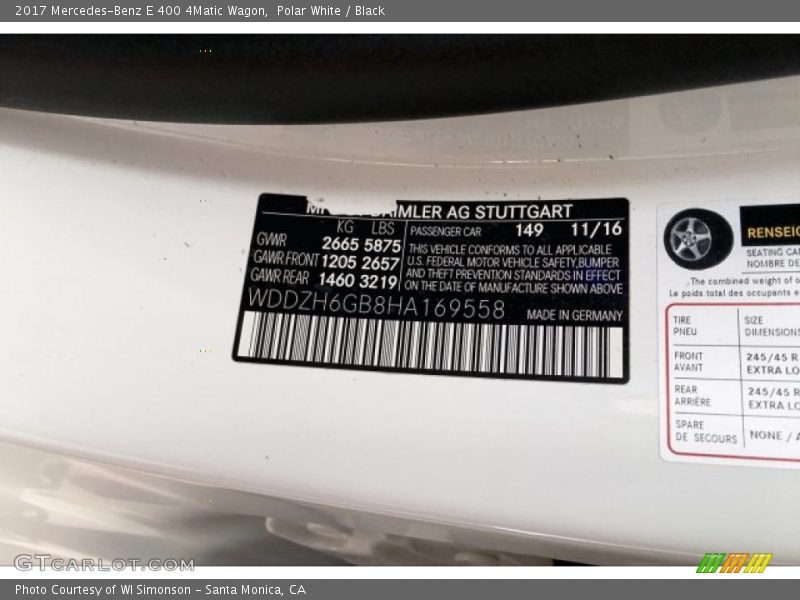 2017 Mercedes-Benz E 400 4Matic Wagon,  Polar White / Black
DAIMLER AG STUTTGART
KG LBS
GVWR 2665 5875
GAWR FRONT 1205 2657
GAWR REAR 1460 3219
PASSENGER CAR 149 11/16
THIS VEHICLE CONFORMS TO ALL APPLICABLE
U.S. FEDERAL MOTOR VEHICLE SAFETY,BUMPER
AND THEFT PREVENTION STANDARDS IN EFFECT
ON THE DATE OF MANUFACTURE SHOWN ABOVE
WDDZH6GB8HA169558
MADE IN GERMANY
RENSEIG
SEATING CA
NOMBRE DE
The combined weight of o
Le poids total des occupants e
TIRE
PNEU
SIZE
DIMENSIONS
FRONT
AVANT
245/45 R
EXTRA LO
REAR
ARRIÈRE
245/45 R
EXTRA LO
SPARE
DE SECOURS
NONE / A
GTCARLOT.COM
Photo Courtesy of WI Simonson - Santa Monica, CA